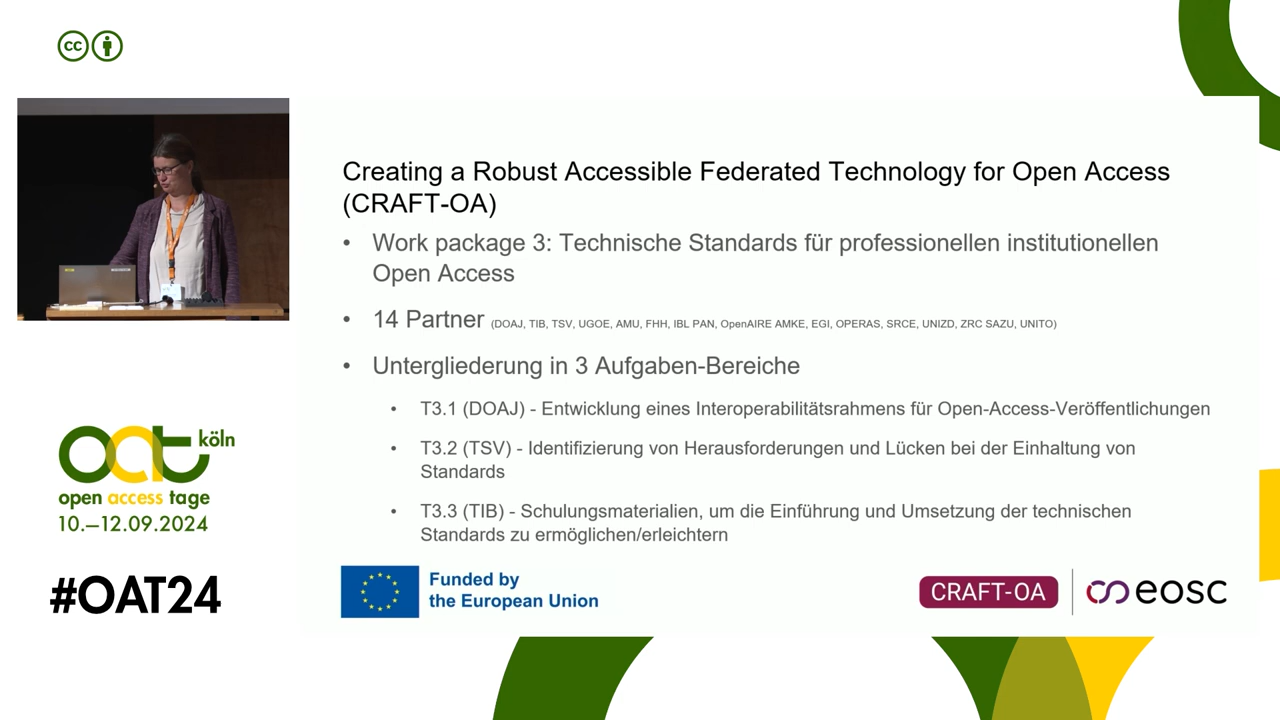 cc
Creating a Robust Accessible Federated Technology for Open Access
(CRAFT-OA)
• Work package 3: Technische Standards für professionellen institutionellen
Open Access
• 14 Partner (DOAJ, TIB, TSV, UGOE, AMU, FHH, IBL PAN, OpenAIRE AMKE, EGI, OPERAS, SRCE, UNIZD, ZRC SAZU, UNITO)
• Untergliederung in 3 Aufgaben-Bereiche
• T3.1 (DOAJ) - Entwicklung eines Interoperabilitätsrahmens für Open-Access-Veröffentlichungen
• T3.2 (TSV) - Identifizierung von Herausforderungen und Lücken bei der Einhaltung von
Standards
• T3.3 (TIB) - Schulungsmaterialien, um die Einführung und Umsetzung der technischen
Standards zu ermöglichen/erleichtern
Funded by
the European Union
CRAFT-OA
eosc
oat köln
open access tage
10.–12.09.2024
#OAT24